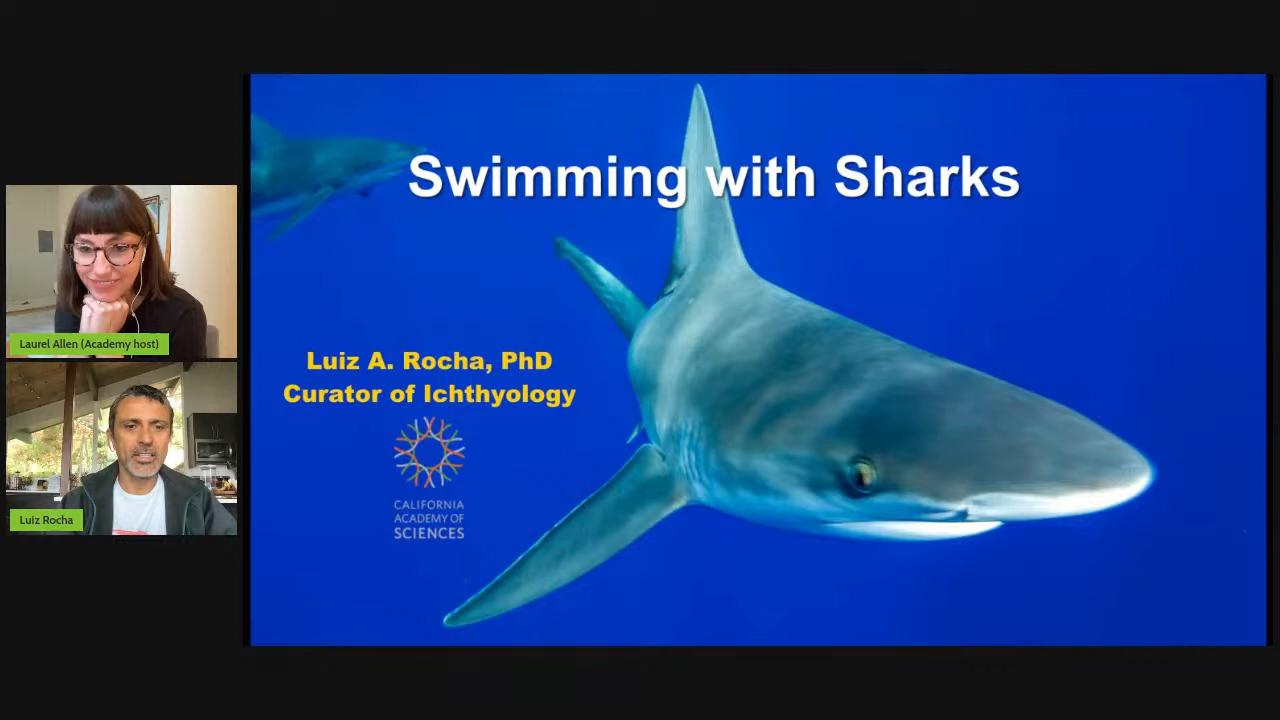 Swimming with Sharks
Luiz A. Rocha, PhD
Curator of Ichthyology
CALIFORNIA
ACADEMY OF
SCIENCES
Laurel Allen (Academy host)
Luiz Rocha